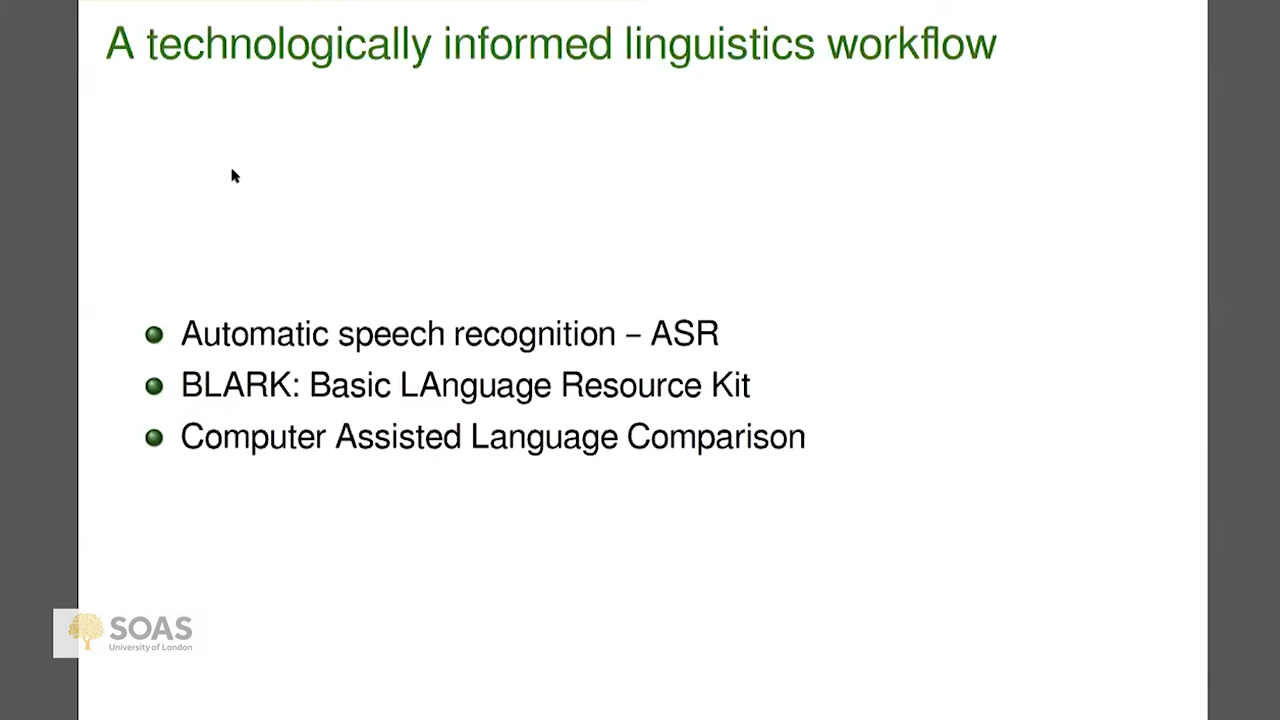 A technologically informed linguistics workflow
Automatic speech recognition – ASR
BLARK: Basic LAnguage Resource Kit
Computer Assisted Language Comparison
SOAS
University of London